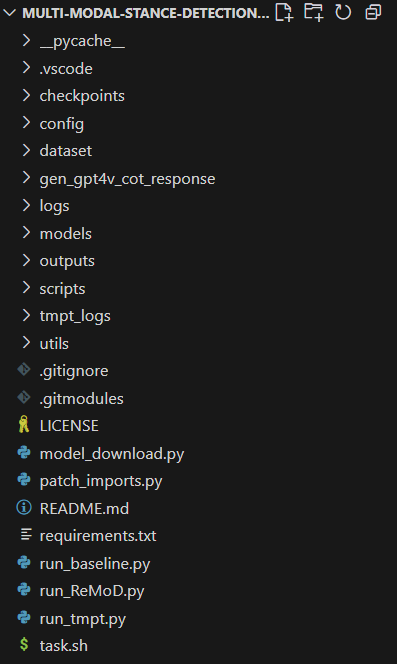 MULTI-MODAL-STANCE-DETECTION...
__pycache__
.vscode
checkpoints
config
dataset
gen_gpt4v_cot_response
logs
models
outputs
scripts
tmpt_logs
utils
.gitignore
.gitmodules
LICENSE
model_download.py
patch_imports.py
README.md
requirements.txt
run_baseline.py
run_ReMoD.py
run_tmpt.py
task.sh